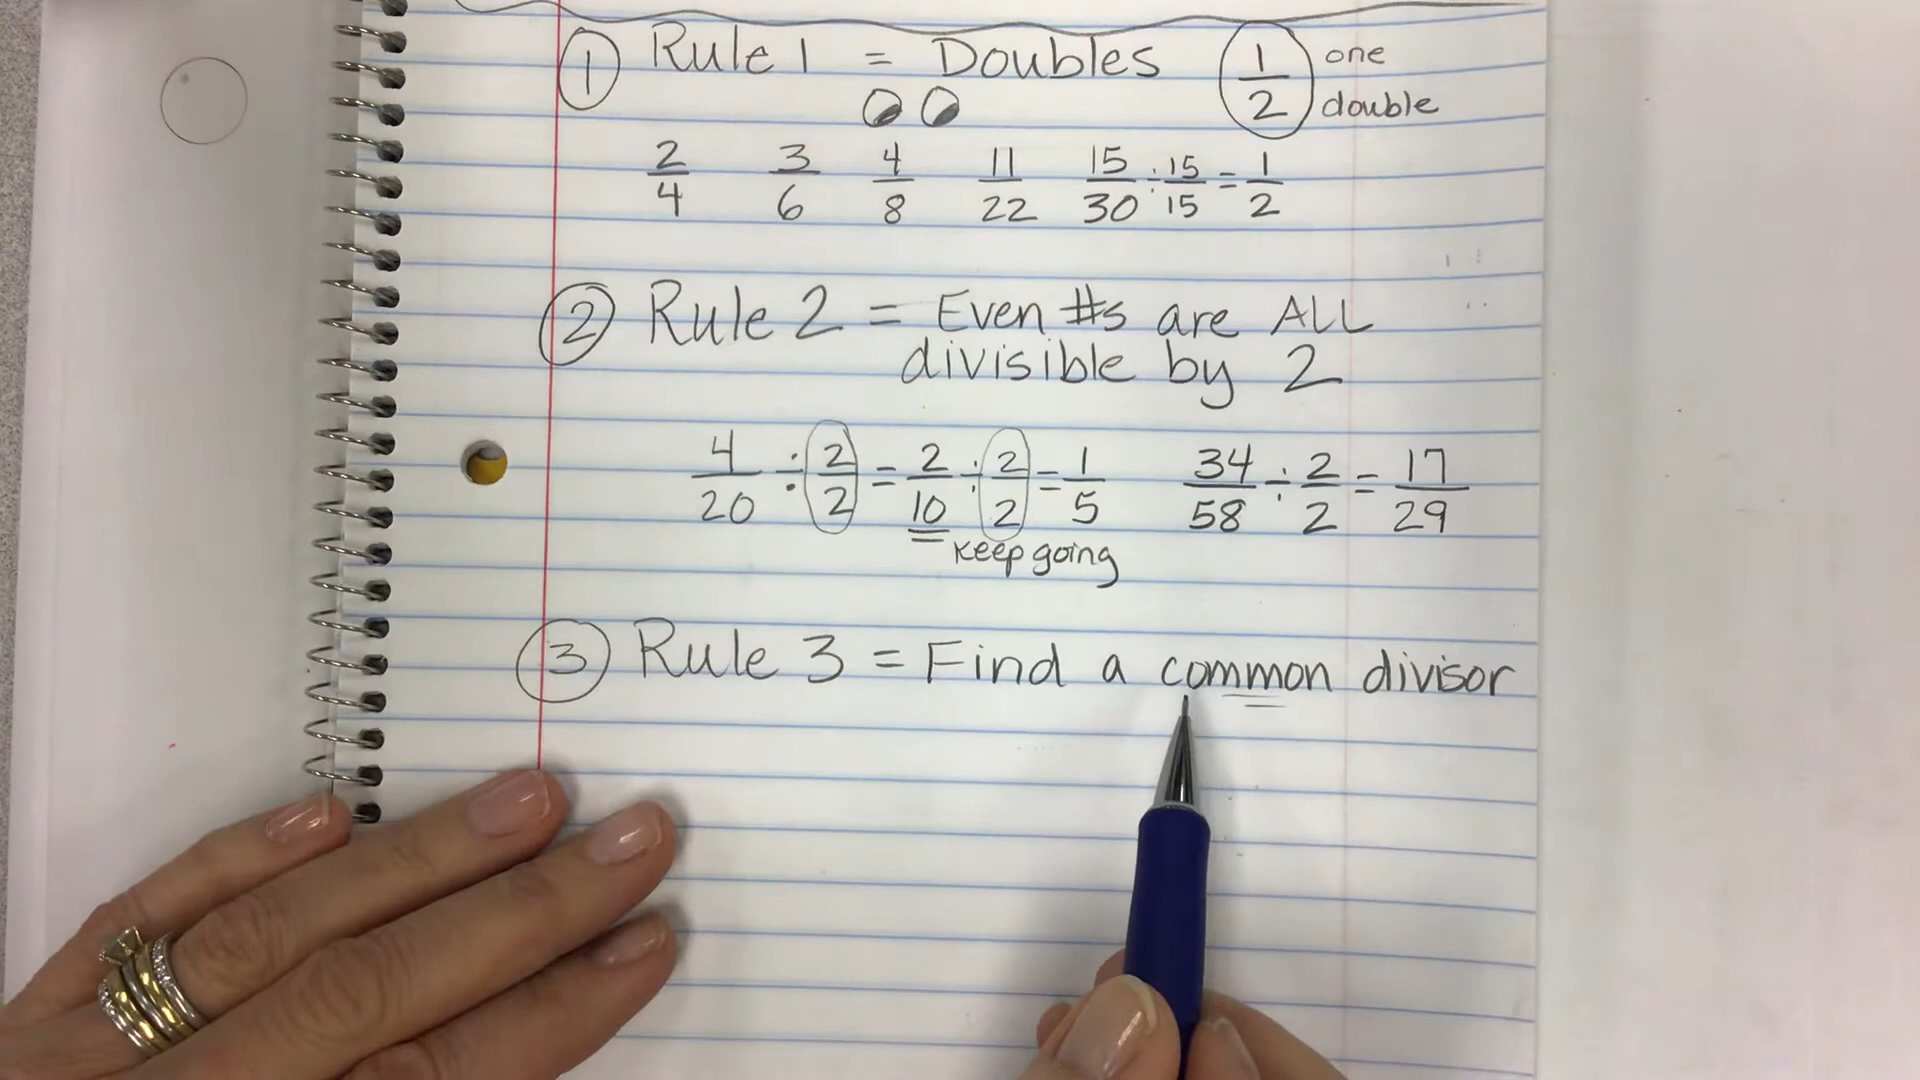 ① Rule 1 = Doubles 1/2 one double
2/4 3/6 4/8 11/22 15/30 ÷ 15/15 = 1/2
② Rule 2 = Even #s are ALL
divisible by 2
4/20 ÷ 2/2 = 2/10 ÷ 2/2 = 1/5 34/58 ÷ 2/2 = 17/29
keep going
③ Rule 3 = Find a common divisor